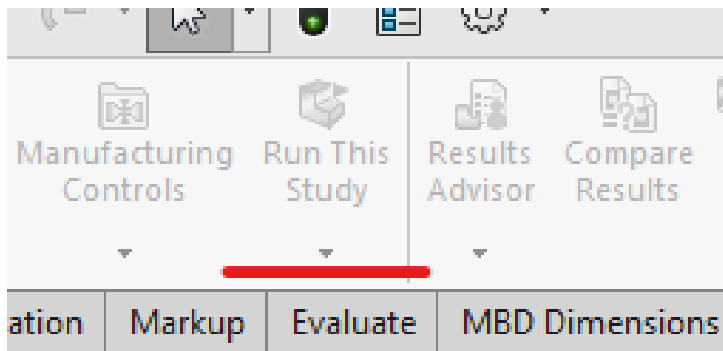 Manufacturing
Controls
Run This
Study
Results
Advisor
Compare
Results
ation
Markup
Evaluate
MBD Dimensions